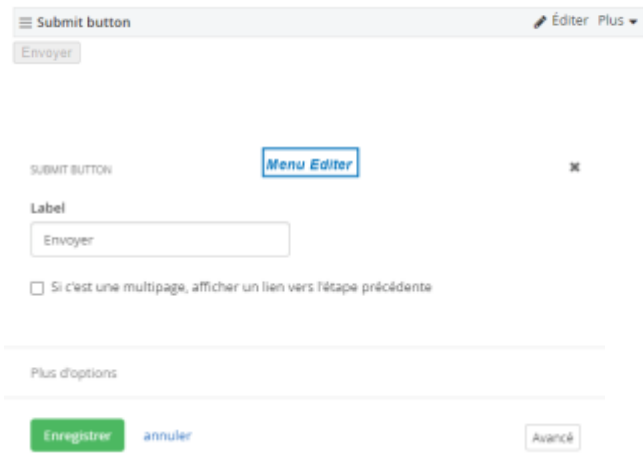 Submit button Éditer Plus
Envoyer
Menu Editer
SUBMIT BUTTON
Label
Envoyer
Si c'est une multipage, afficher un lien vers l'étape précédente
Plus d'options
Enregistrer annuler Avancé